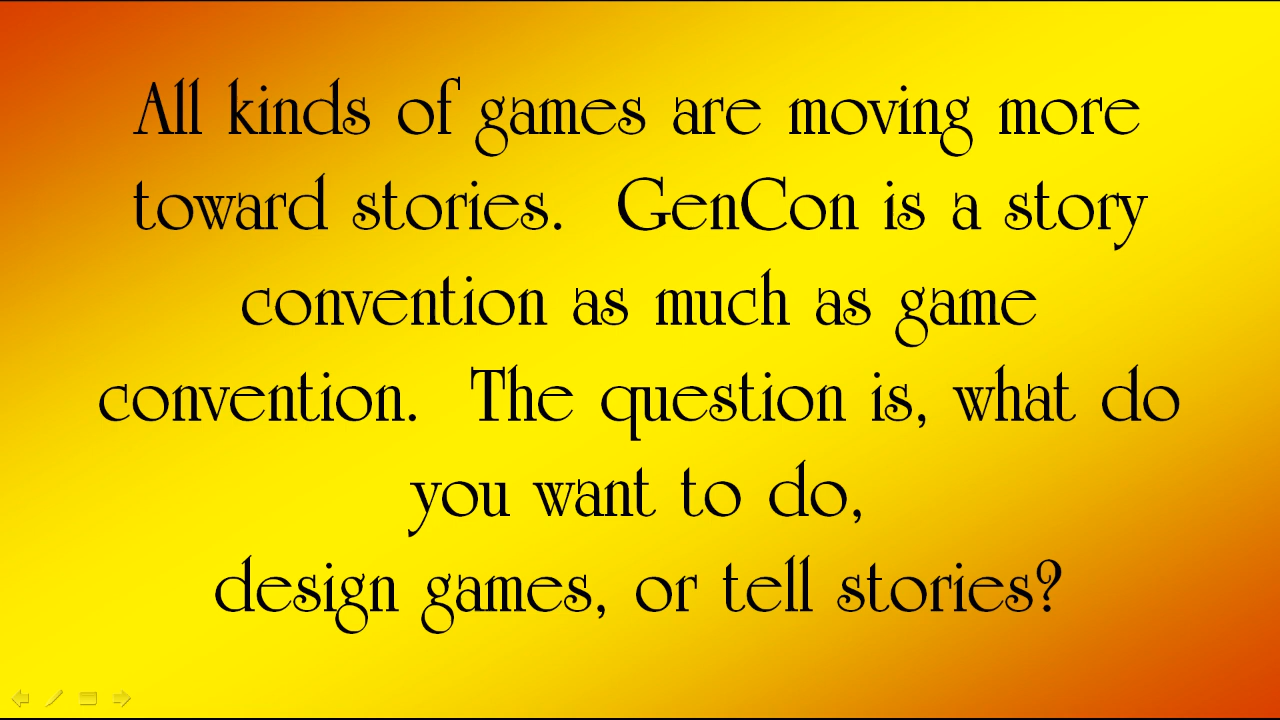 All kinds of games are moving more
toward stories.  GenCon is a story
convention as much as game
convention.  The question is, what do
you want to do,
design games, or tell stories?